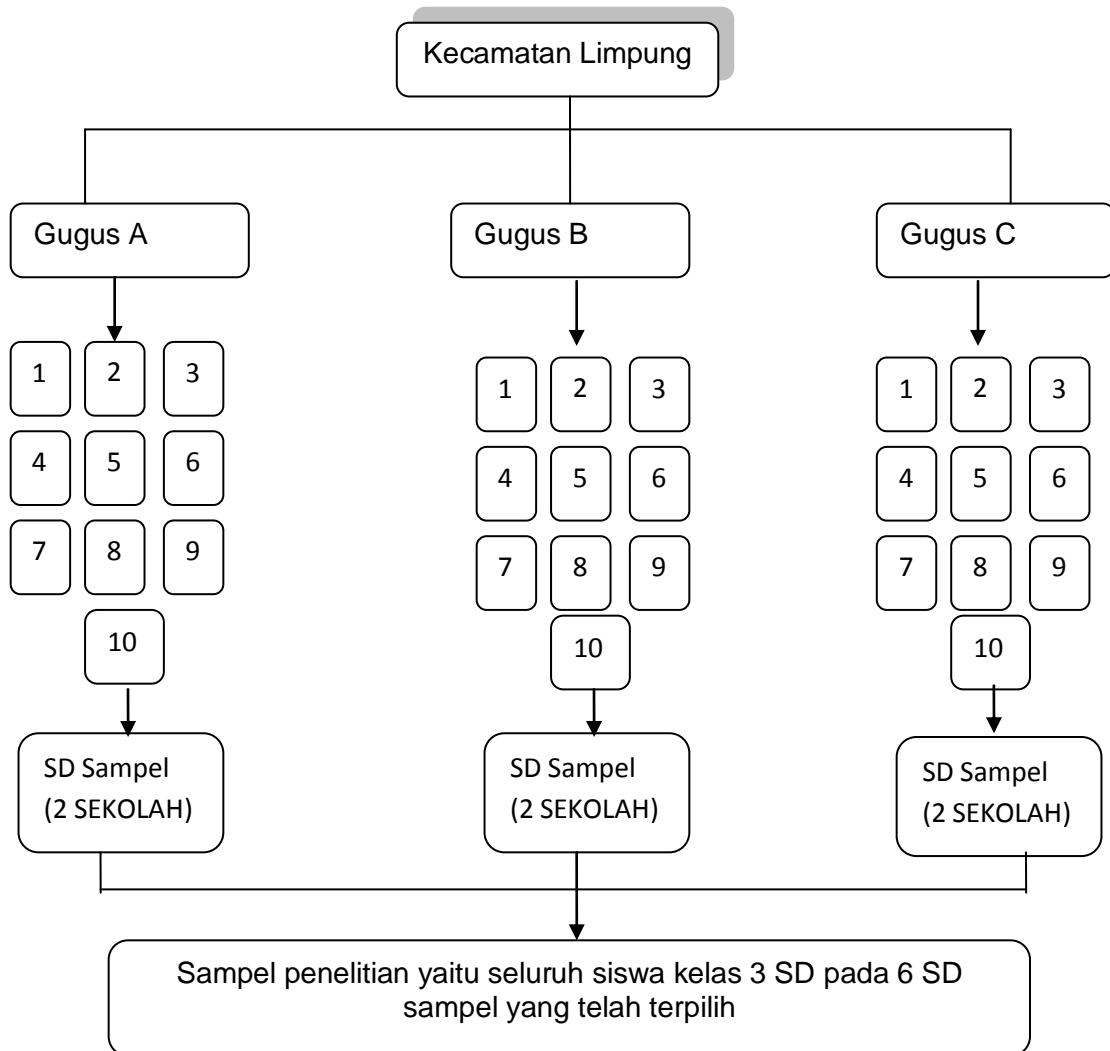 Kecamatan Limpung
Gugus A
Gugus B
Gugus C
1 2 3
4 5 6
7 8 9
10
1 2 3
4 5 6
7 8 9
10
1 2 3
4 5 6
7 8 9
10
SD Sampel
(2 SEKOLAH)
SD Sampel
(2 SEKOLAH)
SD Sampel
(2 SEKOLAH)
Sampel penelitian yaitu seluruh siswa kelas 3 SD pada 6 SD
sampel yang telah terpilih